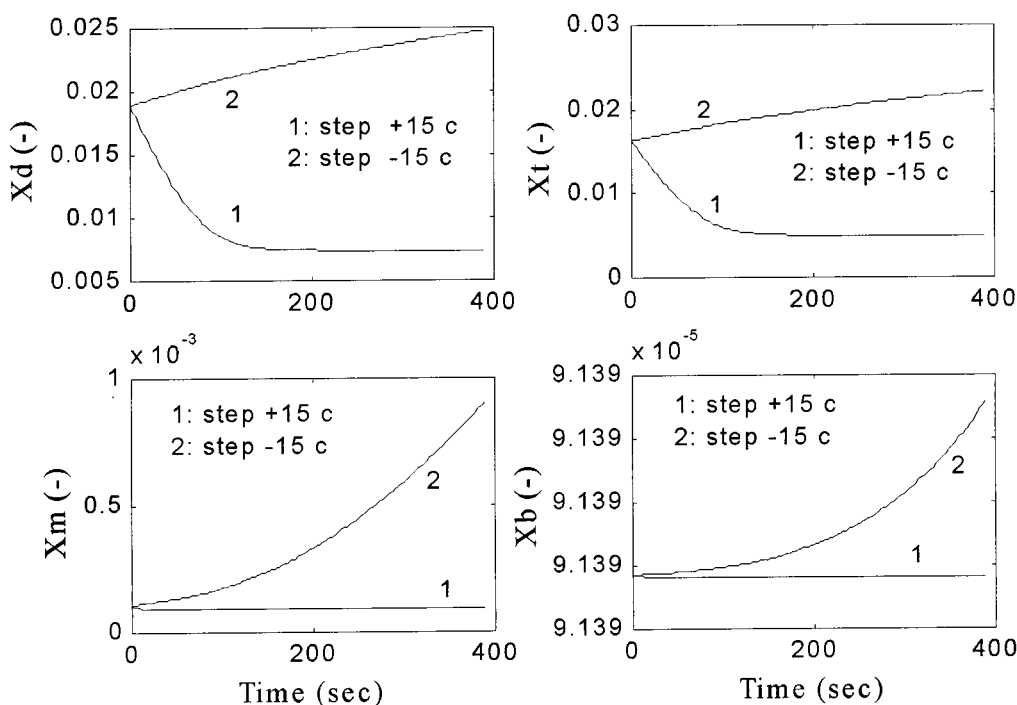 0.025
0.02
0.015
0.01
0.005
Xd (-)
2
1: step +15 c
2: step -15 c
1
0
200
400
0.03
0.02
0.01
0
Xt (-)
2
1: step +15 c
2: step -15 c
1
0
200
400
x 10-3
1
0.5
0
Xm (-)
1: step +15 c
2: step -15 c
2
1
0
200
400
Time (sec)
x 10-5
9.139
9.139
9.139
9.139
9.139
Xb (-)
1: step +15 c
2: step -15 c
2
1
0
200
400
Time (sec)